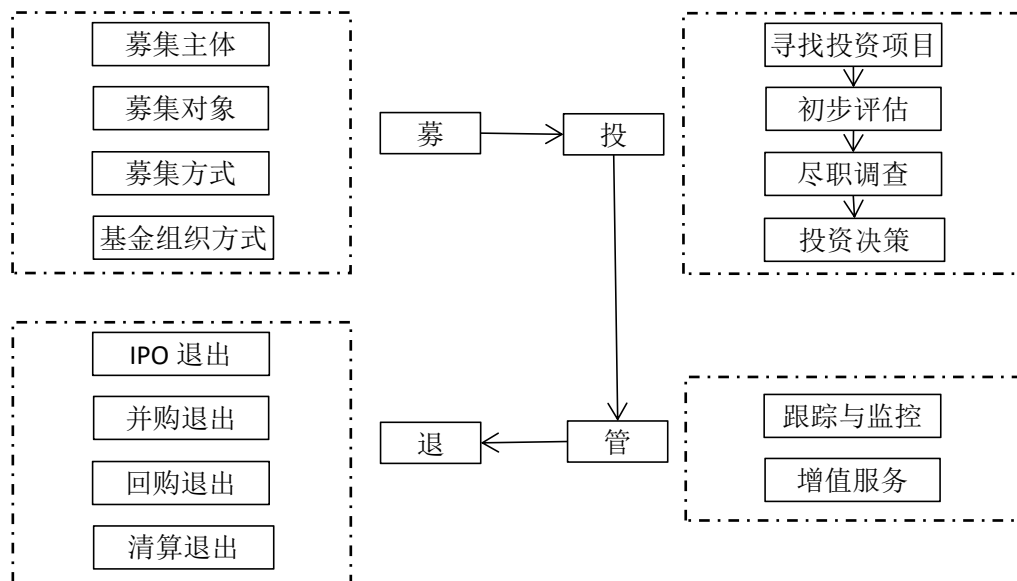 募集主体
募集对象
募集方式
基金组织方式
募
投
寻找投资项目
初步评估
尽职调查
投资决策
IPO 退出
并购退出
回购退出
清算退出
退
管
跟踪与监控
增值服务